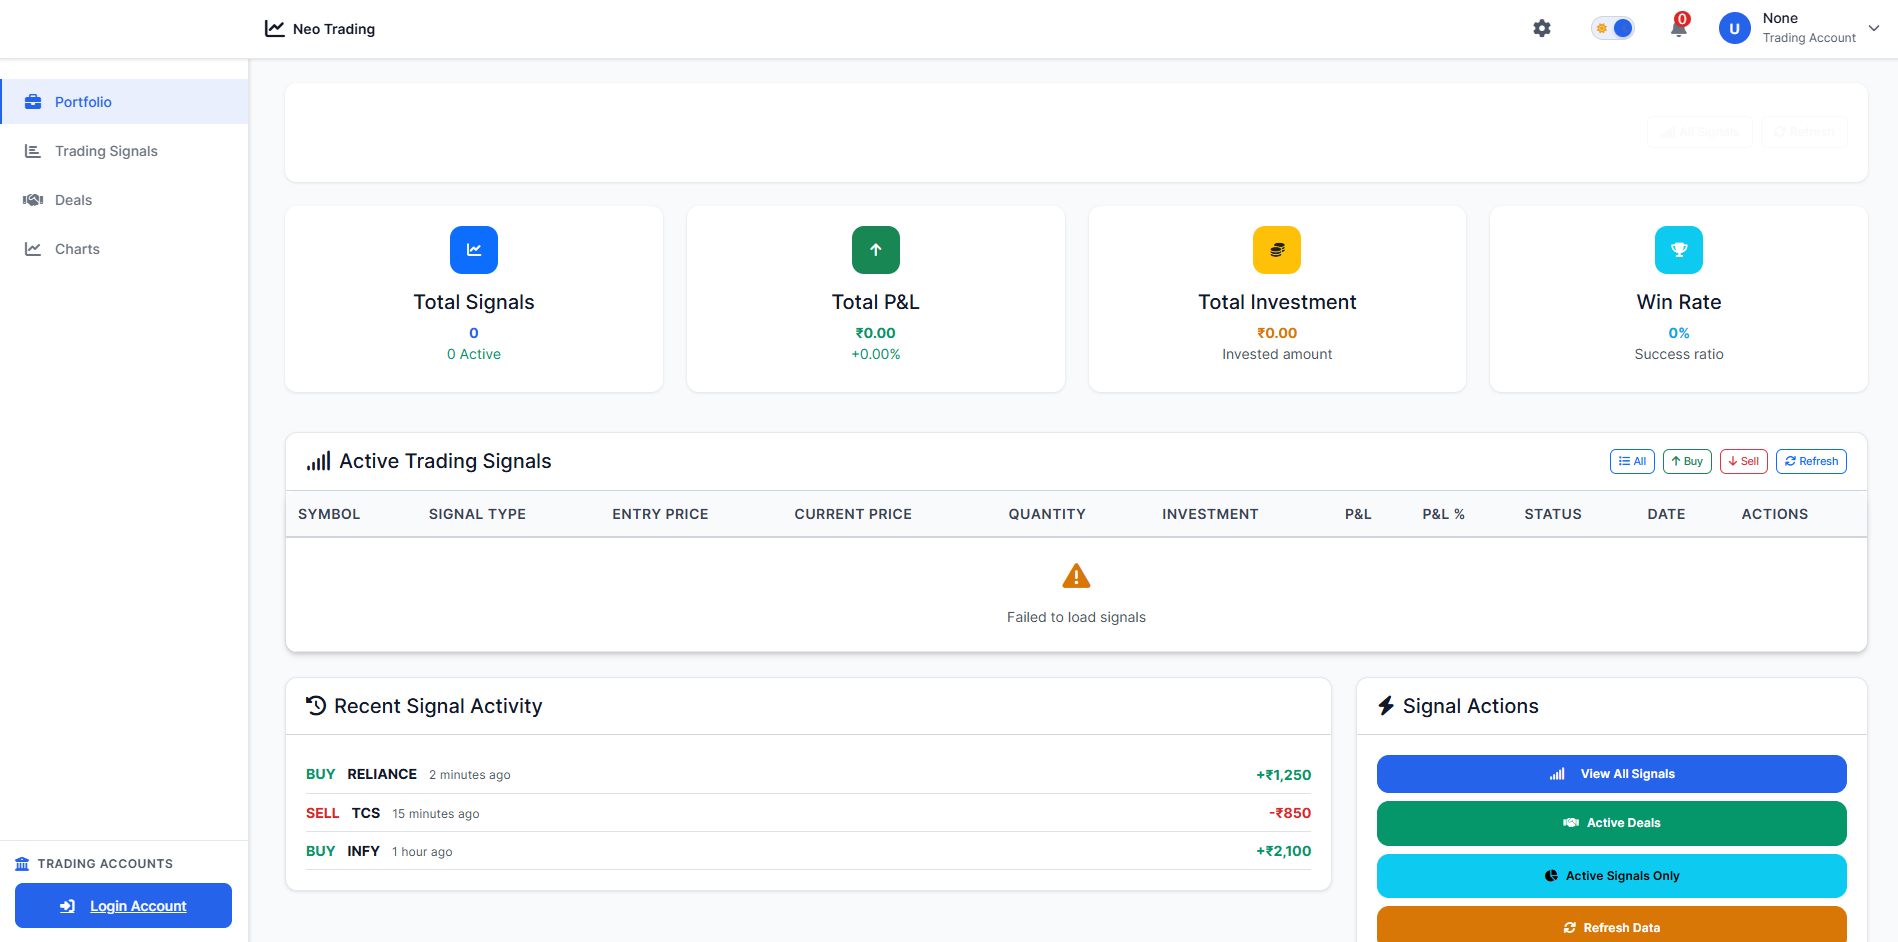 Neo Trading
0
U
None
Trading Account
Portfolio
Trading Signals
Deals
Charts
All Signals
Refresh
Total Signals
0
0 Active
Total P&L
₹0.00
+0.00%
Total Investment
₹0.00
Invested amount
Win Rate
0%
Success ratio
Active Trading Signals
All
Buy
Sell
Refresh
SYMBOL SIGNAL TYPE ENTRY PRICE CURRENT PRICE QUANTITY INVESTMENT P&L P&L % STATUS DATE ACTIONS
Failed to load signals
Recent Signal Activity
BUY RELIANCE 2 minutes ago +₹1,250
SELL TCS 15 minutes ago -₹850
BUY INFY 1 hour ago +₹2,100
Signal Actions
View All Signals
Active Deals
Active Signals Only
Refresh Data
TRADING ACCOUNTS
Login Account